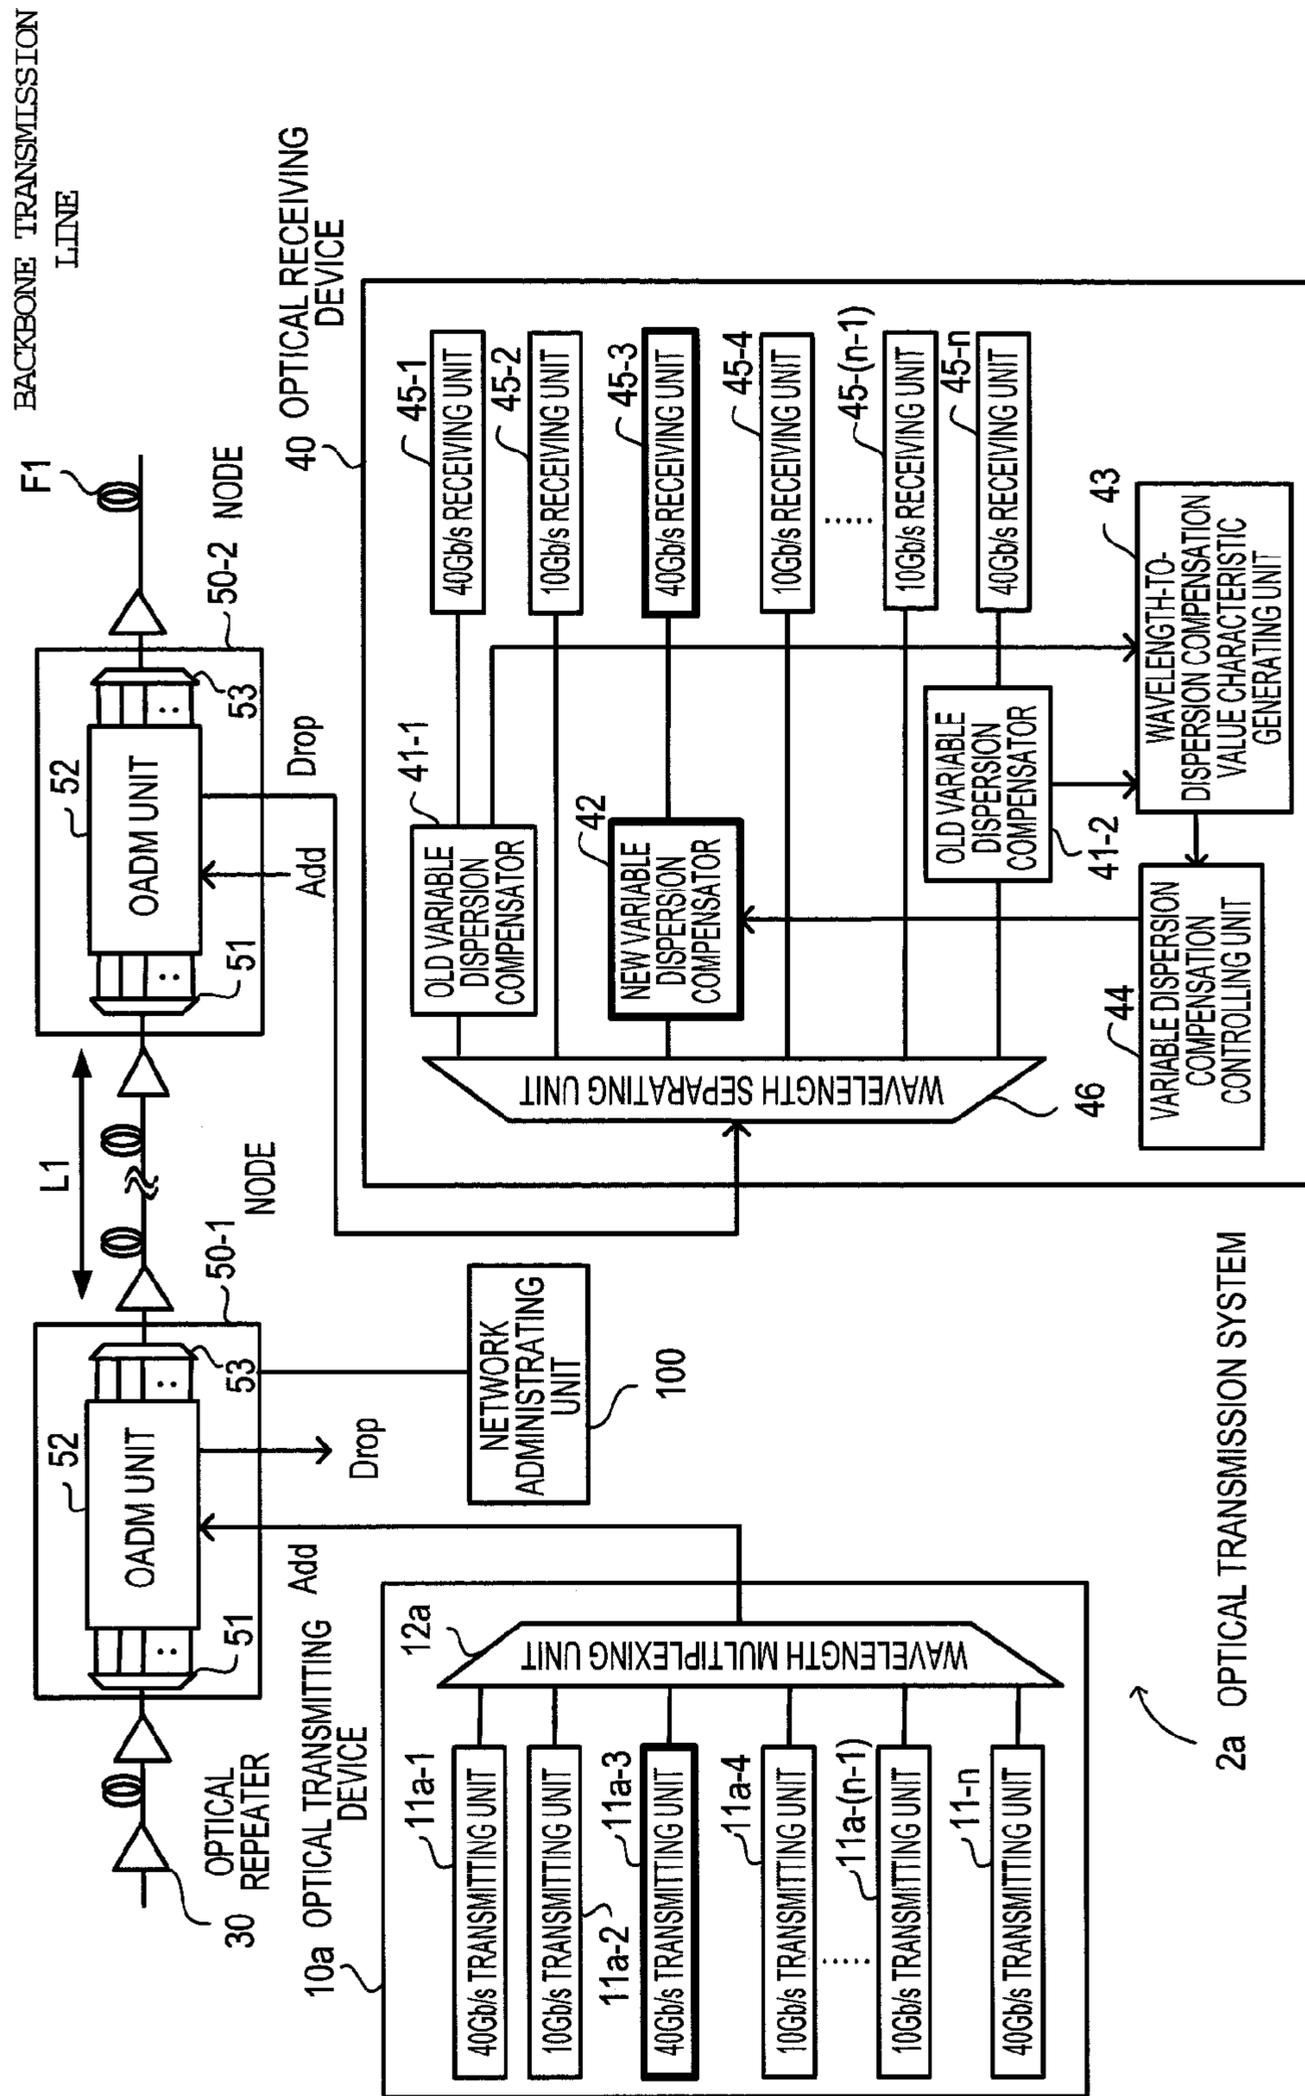 BACKBONE TRANSMISSION
LINE
F1
L1
50-1
NODE
50-2
NODE
51
52
OADM UNIT
53
51
52
OADM UNIT
53
Add
Drop
Add
Drop
30
OPTICAL
REPEATER
NETWORK
ADMINISTRATING
UNIT
100
10a
OPTICAL TRANSMITTING
DEVICE
11a-1
40Gb/s TRANSMITTING UNIT
10Gb/s TRANSMITTING UNIT
11a-2
11a-3
40Gb/s TRANSMITTING UNIT
11a-4
10Gb/s TRANSMITTING UNIT
11a-(n-1)
10Gb/s TRANSMITTING UNIT
11-n
40Gb/s TRANSMITTING UNIT
12a
WAVELENGTH MULTIPLEXING UNIT
40
OPTICAL RECEIVING
DEVICE
WAVELENGTH SEPARATING UNIT
46
41-1
OLD VARIABLE
DISPERSION
COMPENSATOR
42
NEW VARIABLE
DISPERSION
COMPENSATOR
OLD VARIABLE
DISPERSION
COMPENSATOR
41-2
45-1
40Gb/s RECEIVING UNIT
45-2
10Gb/s RECEIVING UNIT
45-3
40Gb/s RECEIVING UNIT
45-4
10Gb/s RECEIVING UNIT
45-(n-1)
10Gb/s RECEIVING UNIT
45-n
40Gb/s RECEIVING UNIT
44
VARIABLE DISPERSION
COMPENSATION
CONTROLLING UNIT
43
WAVELENGTH-TO-
DISPERSION COMPENSATION
VALUE CHARACTERISTIC
GENERATING UNIT
2a OPTICAL TRANSMISSION SYSTEM